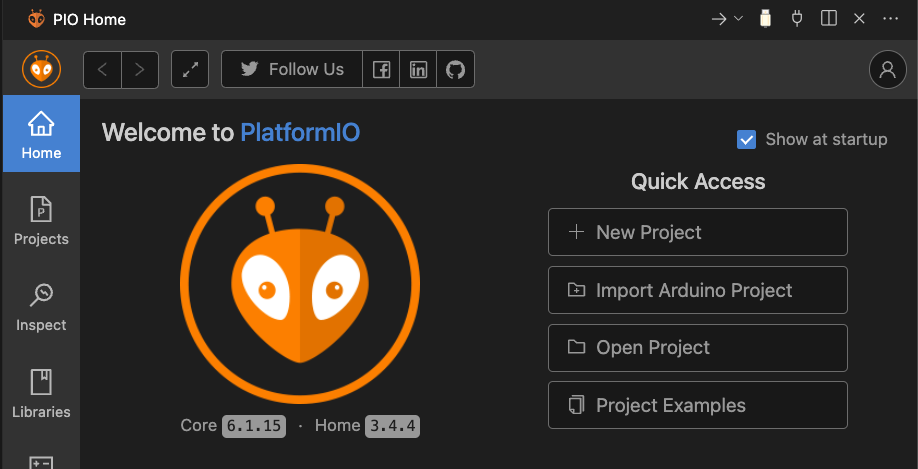 PIO Home
Follow Us
Home
Projects
Inspect
Libraries
Welcome to PlatformIO
Show at startup
Quick Access
New Project
Import Arduino Project
Open Project
Project Examples
Core 6.1.15 · Home 3.4.4